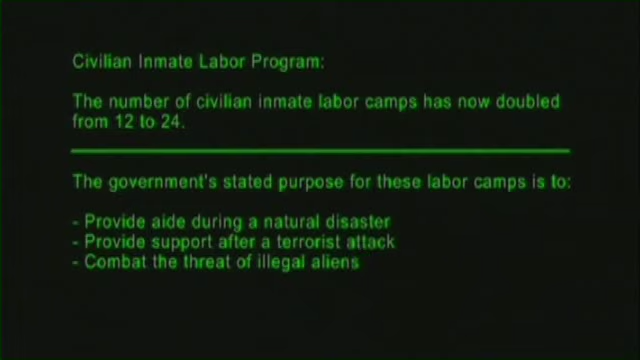 Civilian Inmate Labor Program:
The number of civilian inmate labor camps has now doubled
from 12 to 24.
The government's stated purpose for these labor camps is to:
- Provide aide during a natural disaster
- Provide support after a terrorist attack
- Combat the threat of illegal aliens